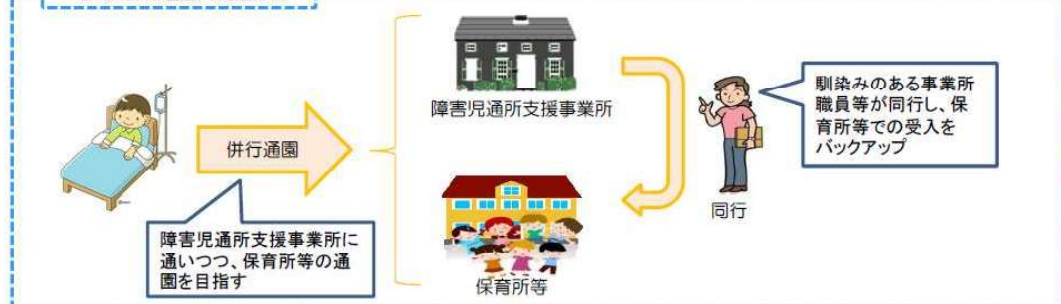 障害児通所支援事業所
馴染みのある事業所
職員等が同行し、保
育所等での受入を
バックアップ
併行通園
同行
障害児通所支援事業所に
通いつつ、保育所等の通
園を目指す
保育所等